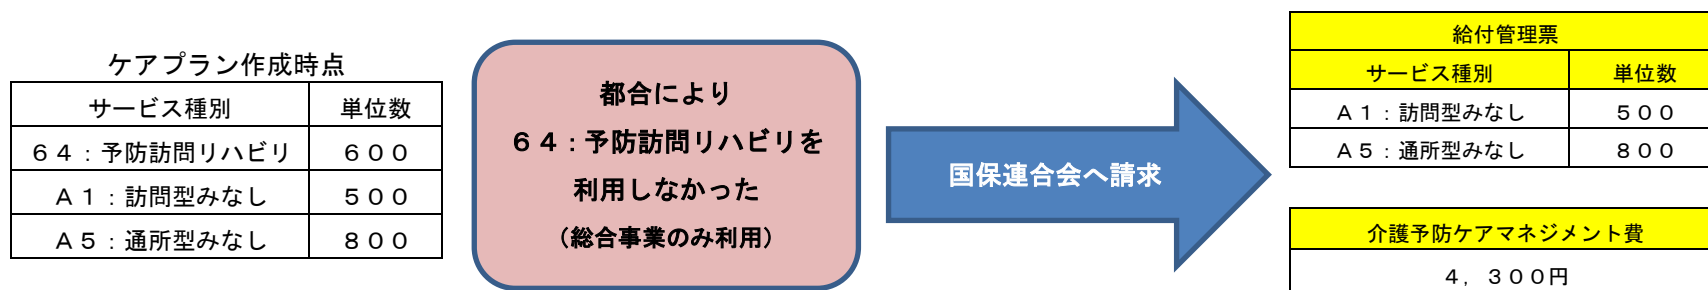 ケアプラン作成時点
サービス種別 単位数
６４：予防訪問リハビリ ６００
Ａ１：訪問型みなし ５００
Ａ５：通所型みなし ８００
都合により
６４：予防訪問リハビリを
利用しなかった
（総合事業のみ利用）
国保連合会へ請求
給付管理票
サービス種別 単位数
Ａ１：訪問型みなし ５００
Ａ５：通所型みなし ８００
介護予防ケアマネジメント費
４，３００円